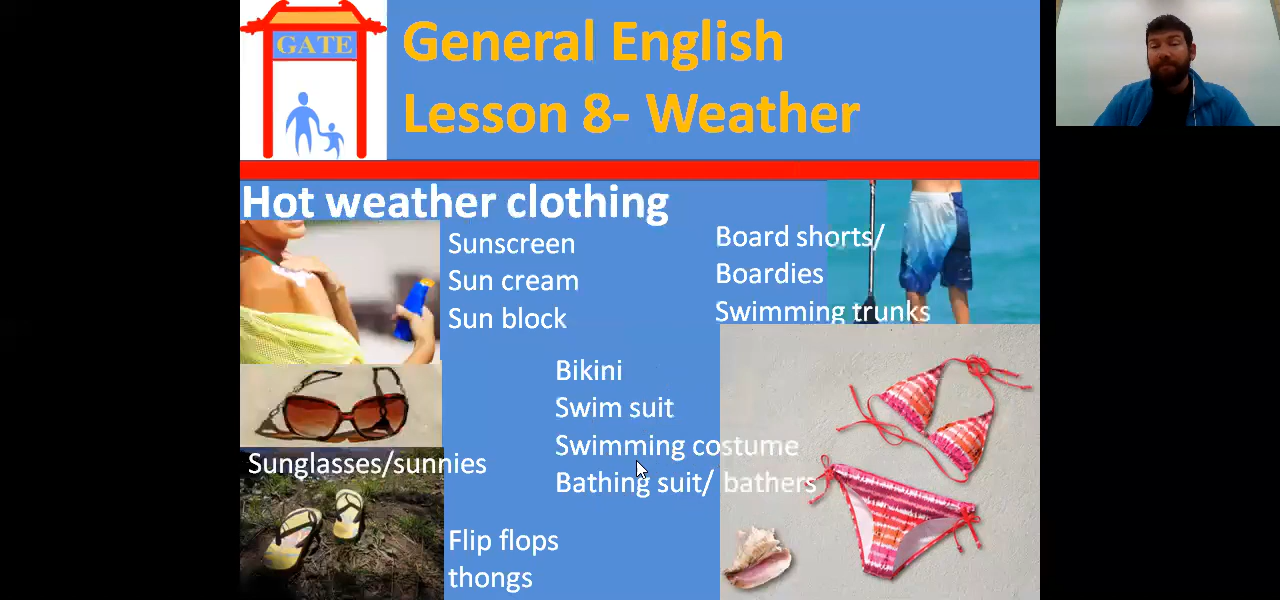 GATE
General English
Lesson 8- Weather
Hot weather clothing
Sunscreen
Sun cream
Sun block
Board shorts/
Boardies
Swimming trunks
Bikini
Swim suit
Swimming costume
Bathing suit/ bathers
Sunglasses/sunnies
Flip flops
thongs